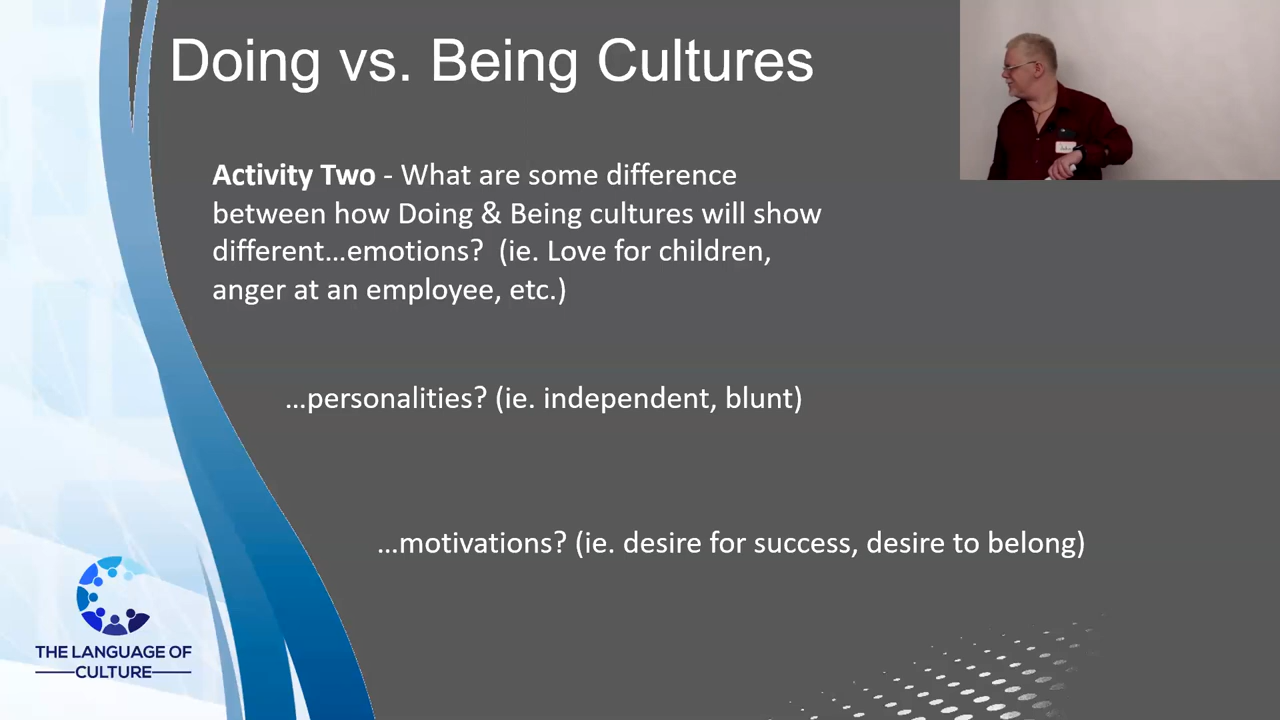 Doing vs. Being Cultures
Activity Two - What are some difference
between how Doing & Being cultures will show
different...emotions?  (ie. Love for children,
anger at an employee, etc.)
...personalities? (ie. independent, blunt)
...motivations? (ie. desire for success, desire to belong)
THE LANGUAGE OF
CULTURE